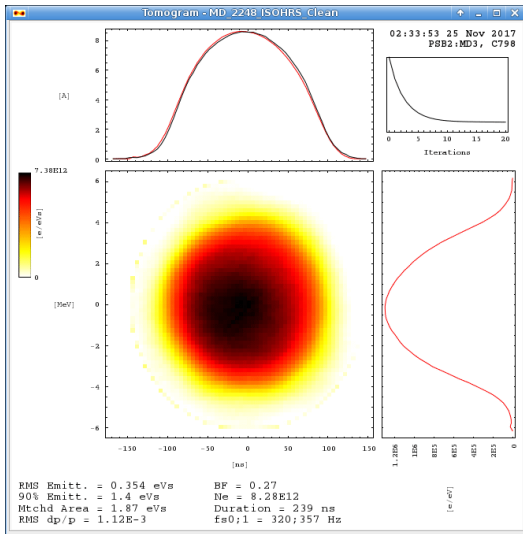 Tomogram - MD_2248_ISOHRS_Clean
02:33:53 25 Nov 2017
PSB2:MD3, C798
8
6
4
2
0
[A]
0 5 10 15 20
Iterations
7.38E12
[e/eVs]
0
6
4
2
0
-2
-4
-6
[MeV]
-150 -100 -50 0 50 100 150
[ns]
1.2E6 1E6 8E5 6E5 4E5 2E5 0
[e/eV]
RMS Emitt. = 0.354 eVs BF = 0.27
90% Emitt. = 1.4 eVs Ne = 8.28E12
Mtchd Area = 1.87 eVs Duration = 239 ns
RMS dp/p = 1.12E-3 fs0;1 = 320;357 Hz